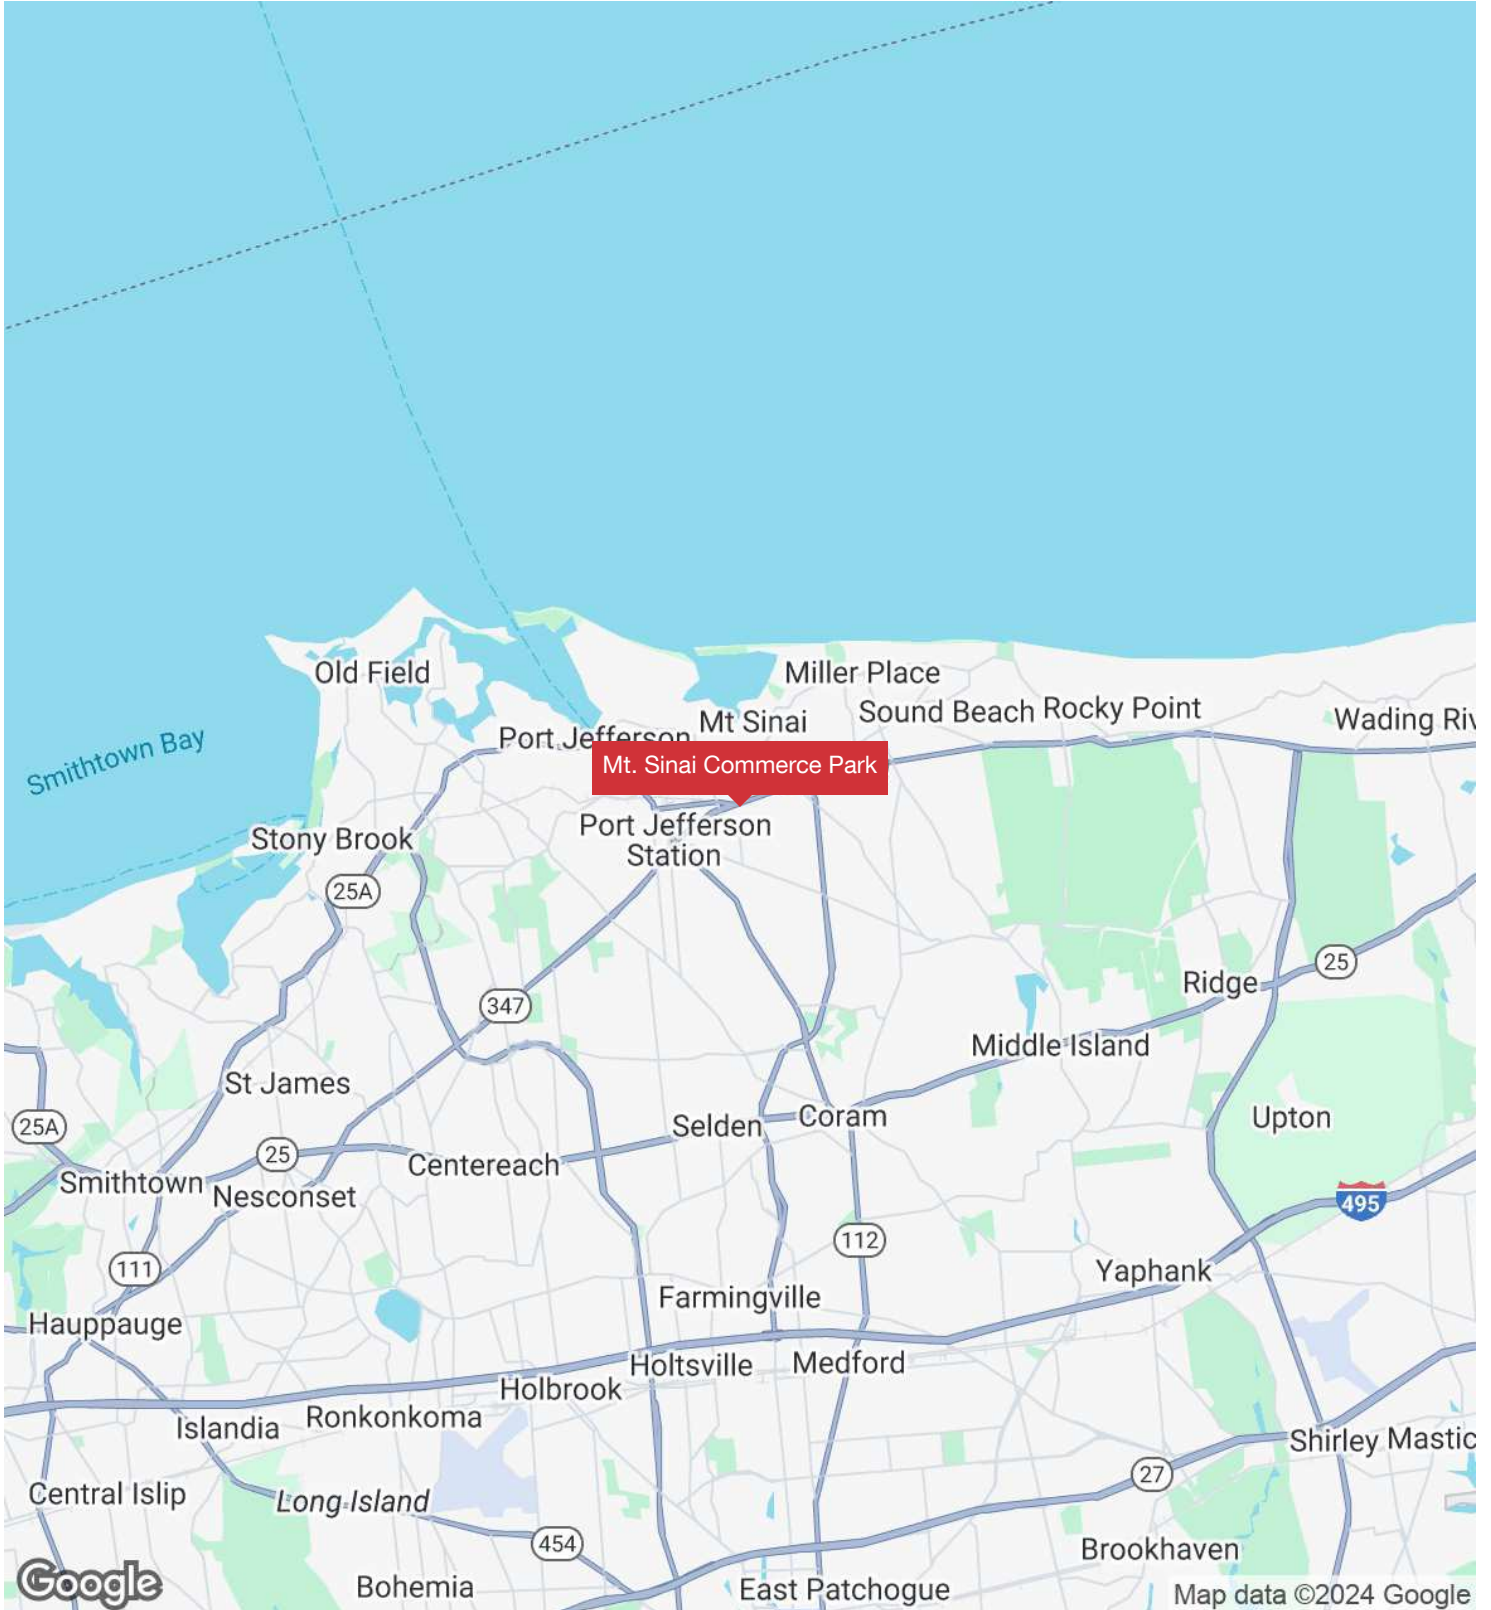 Old Field
Miller Place
Mt Sinai
Sound Beach
Rocky Point
Wading Riv
Port Jefferson
Smithtown Bay
Mt. Sinai Commerce Park
Port Jefferson
Station
Stony Brook
25A
25
Ridge
347
Middle Island
St James
25A
Selden
Coram
Upton
25
Centereach
Smithtown
Nesconset
495
112
111
Yaphank
Farmingville
Hauppauge
Holtsville
Medford
Holbrook
Ronkonkoma
Islandia
Shirley
Mastic
27
Central Islip
Long Island
454
Brookhaven
Google
Bohemia
East Patchogue
Map data ©2024 Google